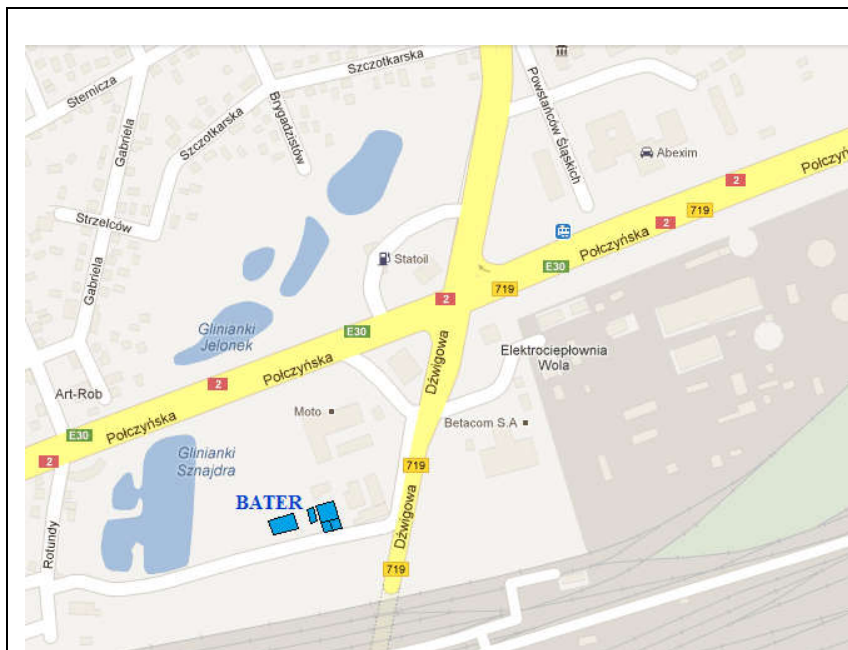 Szczotkarska
Sternicza
Brygadzistów
Powstańców Śląskich
Gabriela
Szczotkarska
Abexim
2
Połczyń
Strzelców
719
2
Połczyńska
Statoil
E30
719
2
Gabriela
Glinianki
Jelonek
E30
Połczyńska
Dźwigowa
Elektrociepłownia
Wola
2
Art-Rob
Połczyńska
Moto
Betacom S.A
E30
2
Glinianki
Sznajdra
719
BATER
Rotundy
Dźwigowa
719